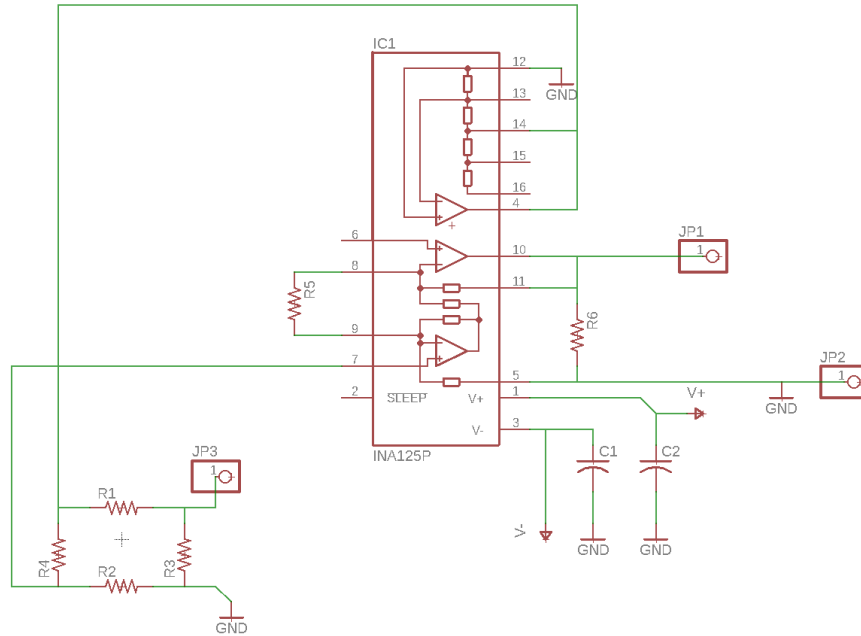 IC1
12
GND
13
14
15
16
4
6
10
JP1
1
8
11
R5
R6
9
7
5
JP2
1
2
SLEEP
V+
1
V+
GND
V-
3
INA125P
C1
C2
JP3
1
R1
V-
GND
GND
R4
R2
R3
GND